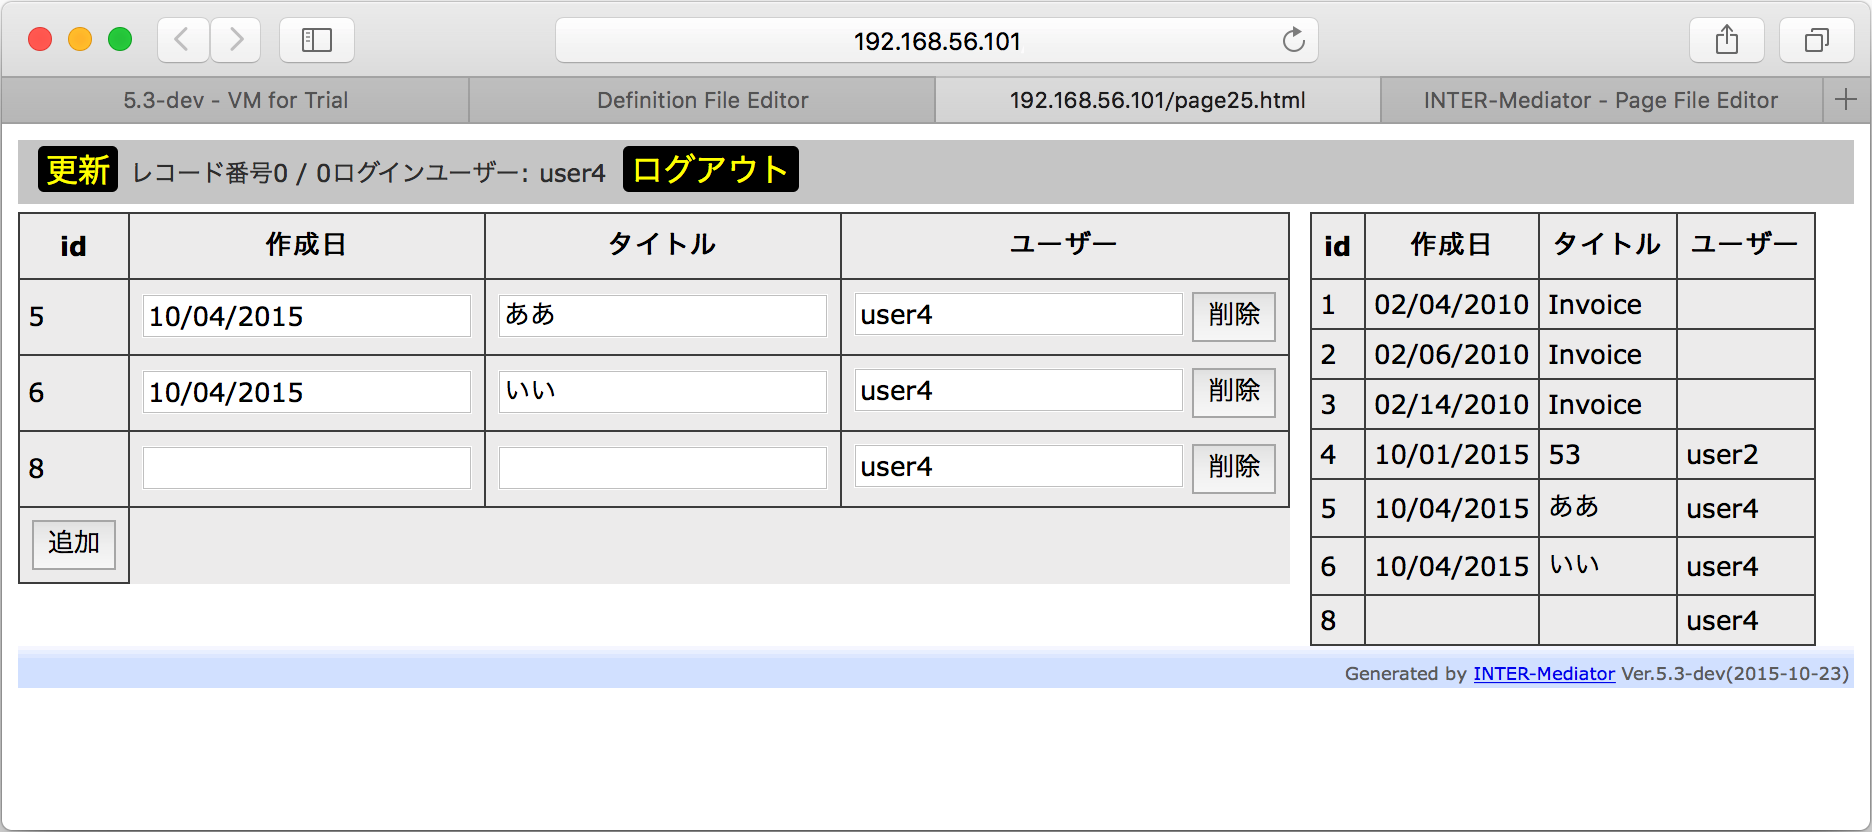 192.168.56.101
5.3-dev - VM for Trial
Definition File Editor
192.168.56.101/page25.html
INTER-Mediator - Page File Editor
更新 レコード番号0 / 0ログインユーザー: user4 ログアウト
id 作成日 タイトル ユーザー
5 10/04/2015 ああ user4 削除
6 10/04/2015 いい user4 削除
8 user4 削除
追加
id 作成日 タイトル ユーザー
1 02/04/2010 Invoice
2 02/06/2010 Invoice
3 02/14/2010 Invoice
4 10/01/2015 53 user2
5 10/04/2015 ああ user4
6 10/04/2015 いい user4
8 user4
Generated by INTER-Mediator Ver.5.3-dev(2015-10-23)